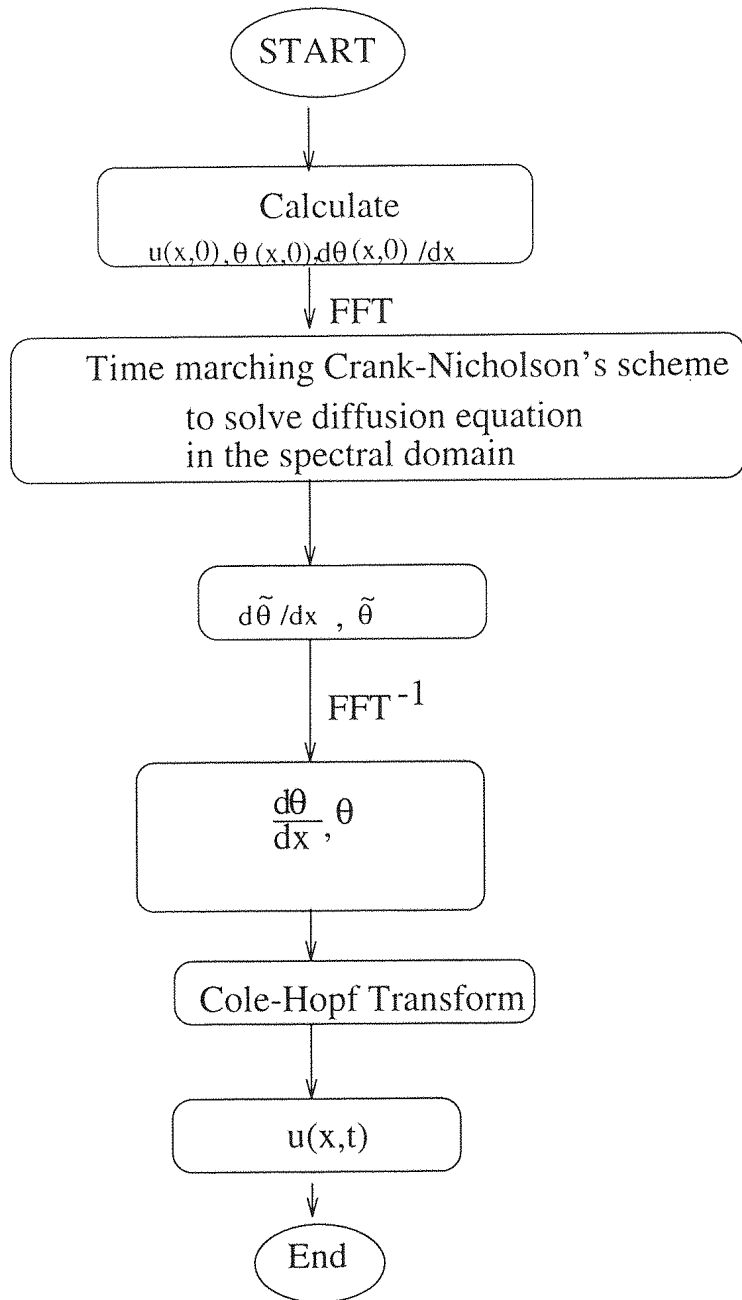 START
Calculate
u(x,0),θ(x,0),dθ(x,0) /dx
FFT
Time marching Crank-Nicholson's scheme
to solve diffusion equation
in the spectral domain
dθ̃/dx , θ̃
FFT⁻¹
dθ/dx , θ
Cole-Hopf Transform
u(x,t)
End